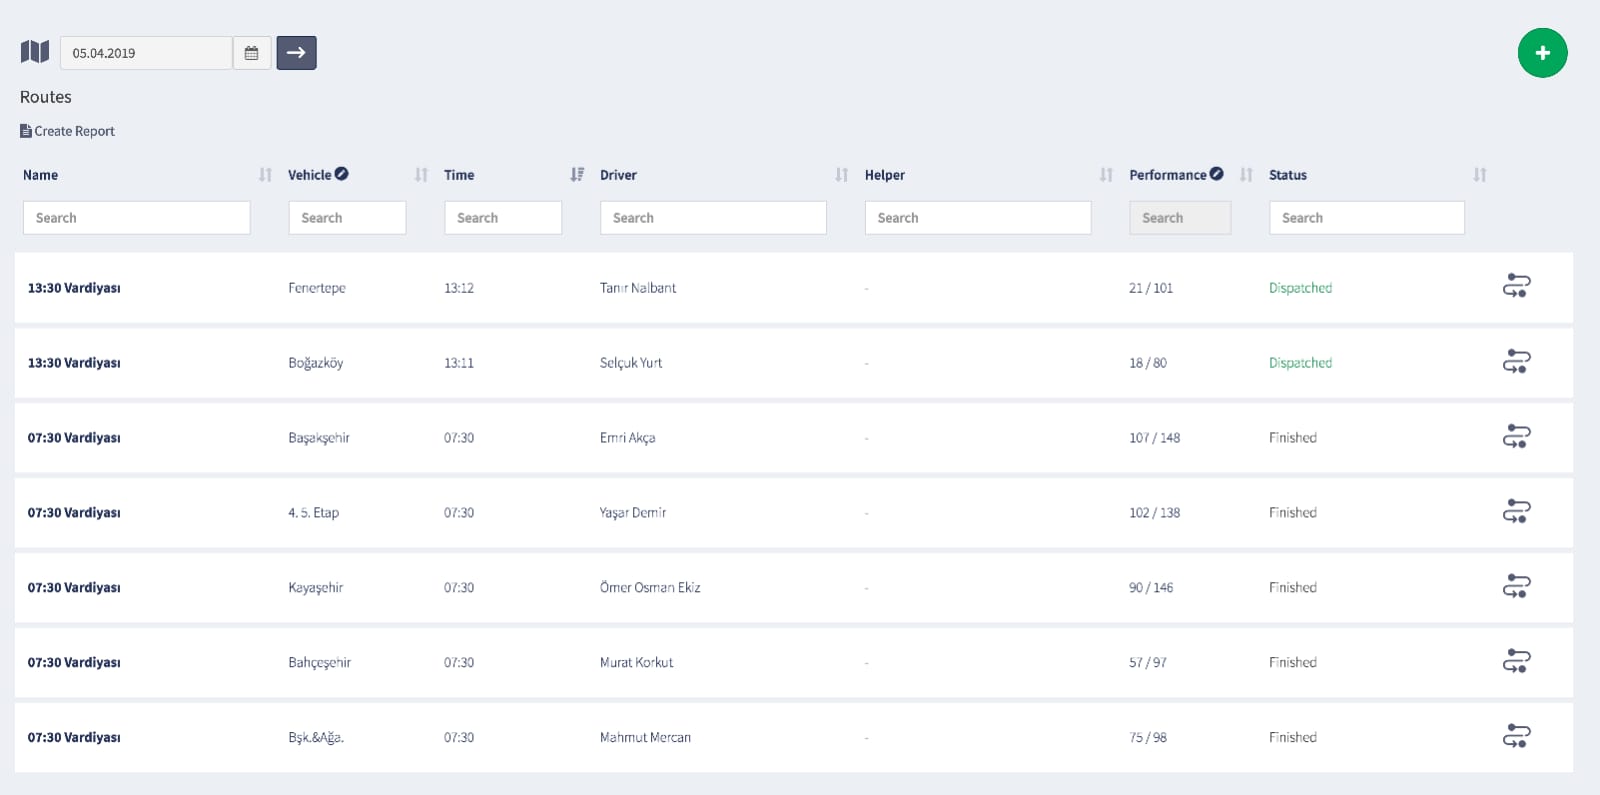 05.04.2019
Routes
Create Report
Name Vehicle Time Driver Helper Performance Status
Search Search Search Search Search Search Search
13:30 Vardiyası Fenertepe 13:12 Tanır Nalbant - 21 / 101 Dispatched
13:30 Vardiyası Boğazköy 13:11 Selçuk Yurt - 18 / 80 Dispatched
07:30 Vardiyası Başakşehir 07:30 Emri Akça - 107 / 148 Finished
07:30 Vardiyası 4. 5. Etap 07:30 Yaşar Demir - 102 / 138 Finished
07:30 Vardiyası Kayaşehir 07:30 Ömer Osman Ekiz - 90 / 146 Finished
07:30 Vardiyası Bahçeşehir 07:30 Murat Korkut - 57 / 97 Finished
07:30 Vardiyası Bşk.&Ağa. 07:30 Mahmut Mercan - 75 / 98 Finished